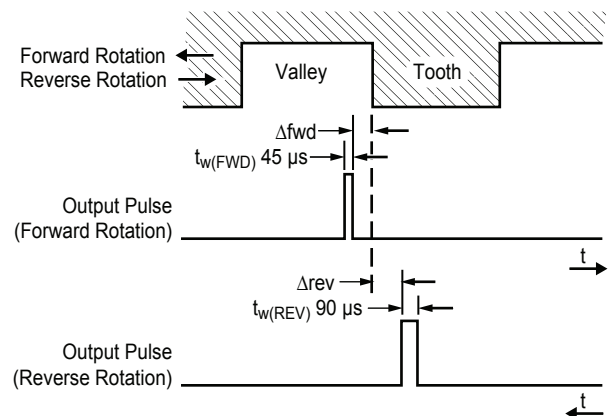 Forward Rotation
Reverse Rotation
Valley
Tooth
Δfwd
tw(FWD) 45 µs
Output Pulse
(Forward Rotation)
t
Δrev
tw(REV) 90 µs
Output Pulse
(Reverse Rotation)
t